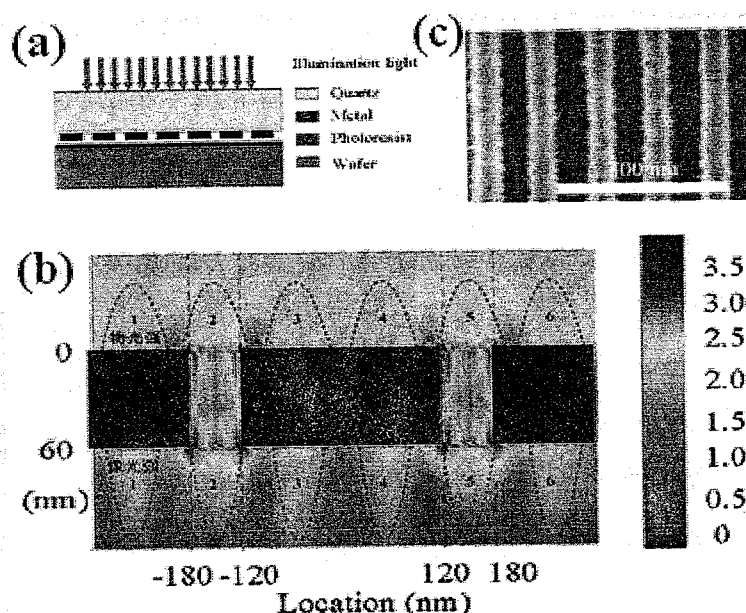 (a)
Illumination light
Quartz
Metal
Photoresist
Wafer
(c)
(b)
1 2 3 4 5 6
0
60
(nm)
1 2 3 4 5 6
-180 -120 120 180
Location (nm)
3.5
3.0
2.5
2.0
1.5
1.0
0.5
0